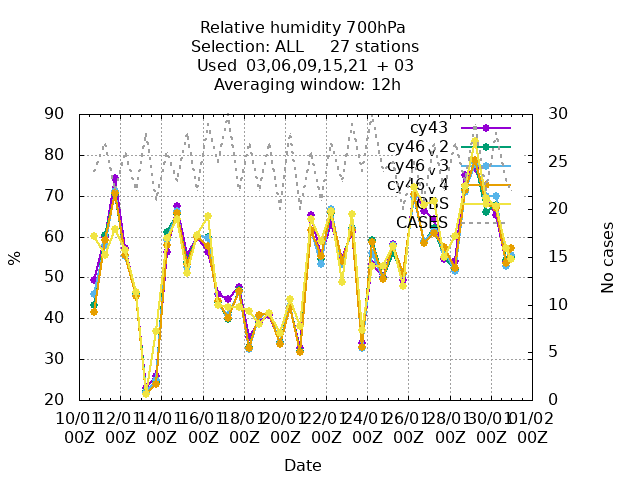 Relative humidity 700hPa
Selection: ALL 27 stations
Used 03,06,09,15,21 + 03
Averaging window: 12h
90 30
cy43
cy46_v_2
80 25
cy46_v_3
cy46_v_4
70 20
OBS
CASES
60 15
50 10
40
30 5
20 0
% No cases
10/01 12/01 14/01 16/01 18/01 20/01 22/01 24/01 26/01 28/01 30/01 01/02
00Z 00Z 00Z 00Z 00Z 00Z 00Z 00Z 00Z 00Z 00Z 00Z
Date